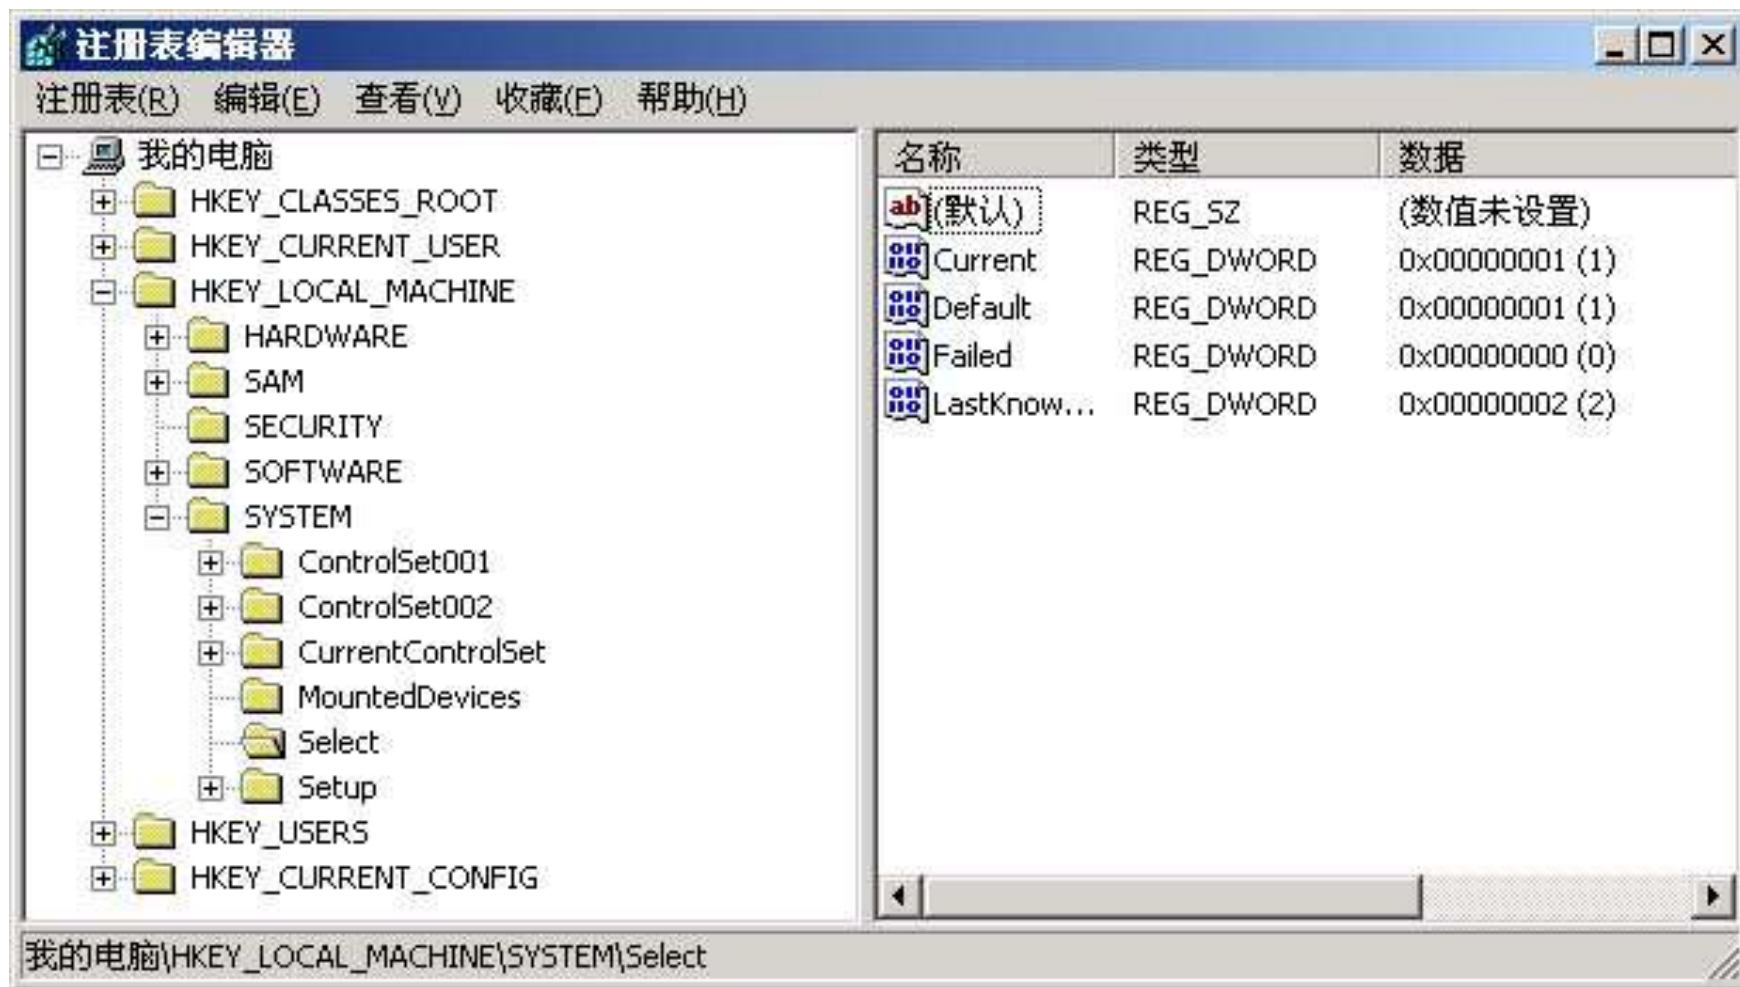 注册表编辑器
注册表(R) 编辑(E) 查看(V) 收藏(F) 帮助(H)
我的电脑
HKEY_CLASSES_ROOT
HKEY_CURRENT_USER
HKEY_LOCAL_MACHINE
HARDWARE
SAM
SECURITY
SOFTWARE
SYSTEM
ControlSet001
ControlSet002
CurrentControlSet
MountedDevices
Select
Setup
HKEY_USERS
HKEY_CURRENT_CONFIG
名称 类型 数据
(默认) REG_SZ (数值未设置)
Current REG_DWORD 0x00000001 (1)
Default REG_DWORD 0x00000001 (1)
Failed REG_DWORD 0x00000000 (0)
LastKnow... REG_DWORD 0x00000002 (2)
我的电脑\HKEY_LOCAL_MACHINE\SYSTEM\Select